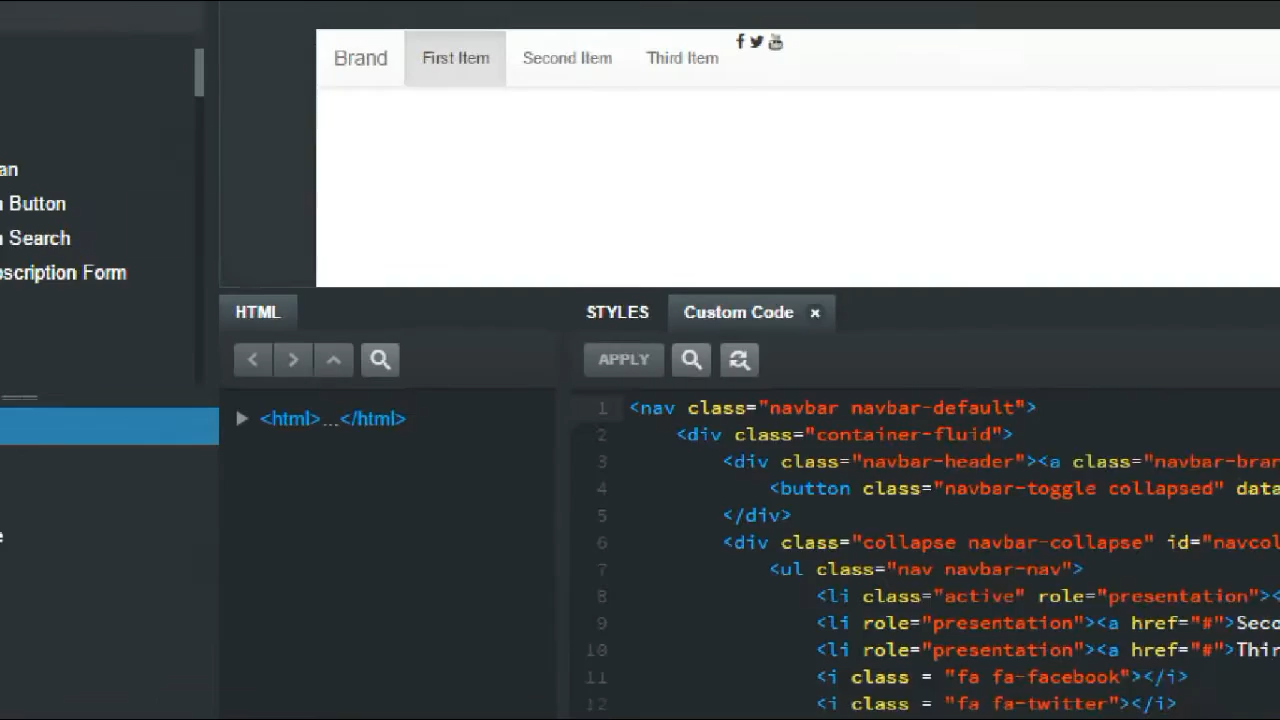 Brand First Item Second Item Third Item
an
n Button
n Search
bscription Form
HTML
STYLES Custom Code ×
APPLY
<html>...</html>
1 <nav class="navbar navbar-default">
2 <div class="container-fluid">
3 <div class="navbar-header"><a class="navbar-bran
4 <button class="navbar-toggle collapsed" data
5 </div>
6 <div class="collapse navbar-collapse" id="navcol
7 <ul class="nav navbar-nav">
8 <li class="active" role="presentation"><
9 <li role="presentation"><a href="#">Seco
10 <li role="presentation"><a href="#">Thir
11 <i class = "fa fa-facebook"></i>
12 <i class = "fa fa-twitter"></i>
e